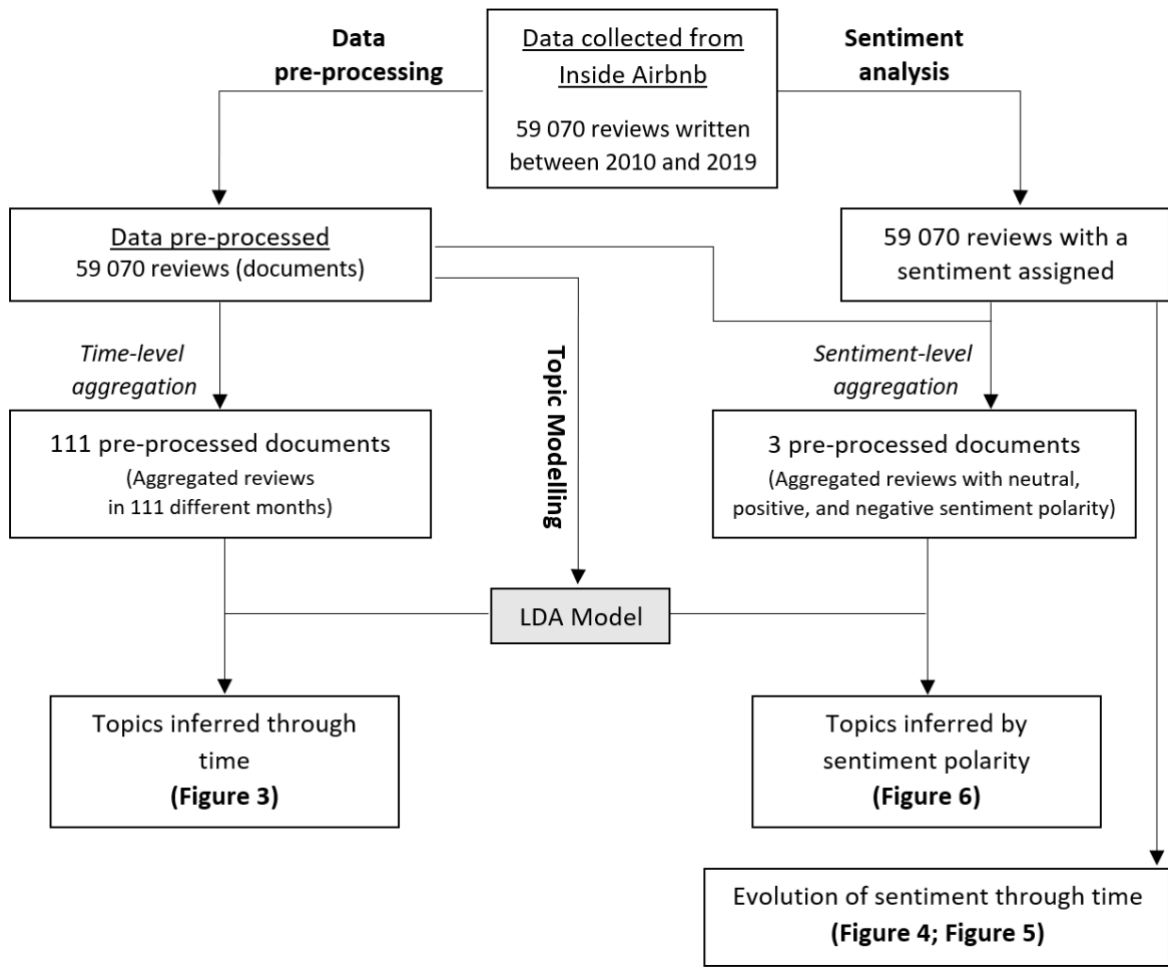 Data
pre-processing
Data collected from
Inside Airbnb
59 070 reviews written
between 2010 and 2019
Sentiment
analysis
Data pre-processed
59 070 reviews (documents)
59 070 reviews with a
sentiment assigned
Time-level
aggregation
Topic Modelling
Sentiment-level
aggregation
111 pre-processed documents
(Aggregated reviews
in 111 different months)
3 pre-processed documents
(Aggregated reviews with neutral,
positive, and negative sentiment polarity)
LDA Model
Topics inferred through
time
(Figure 3)
Topics inferred by
sentiment polarity
(Figure 6)
Evolution of sentiment through time
(Figure 4; Figure 5)